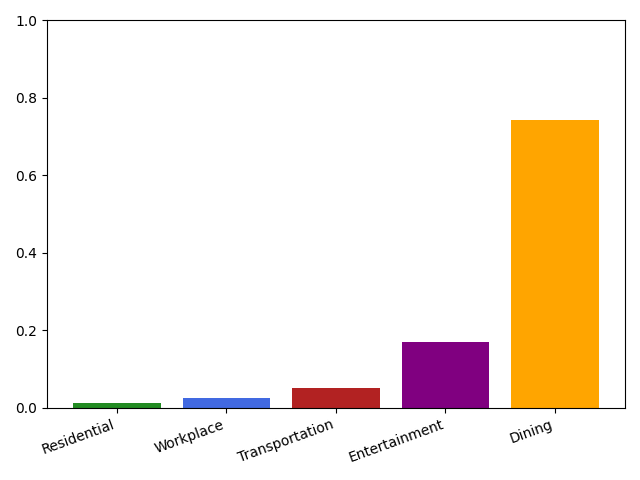 1.0
0.8
0.6
0.4
0.2
0.0
Residential
Workplace
Transportation
Entertainment
Dining